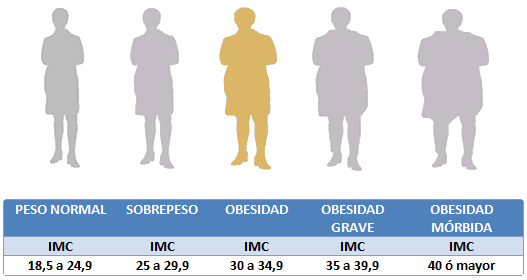 PESO NORMAL SOBREPESO OBESIDAD OBESIDAD GRAVE OBESIDAD MÓRBIDA
IMC IMC IMC IMC IMC
18,5 a 24,9 25 a 29,9 30 a 34,9 35 a 39,9 40 ó mayor